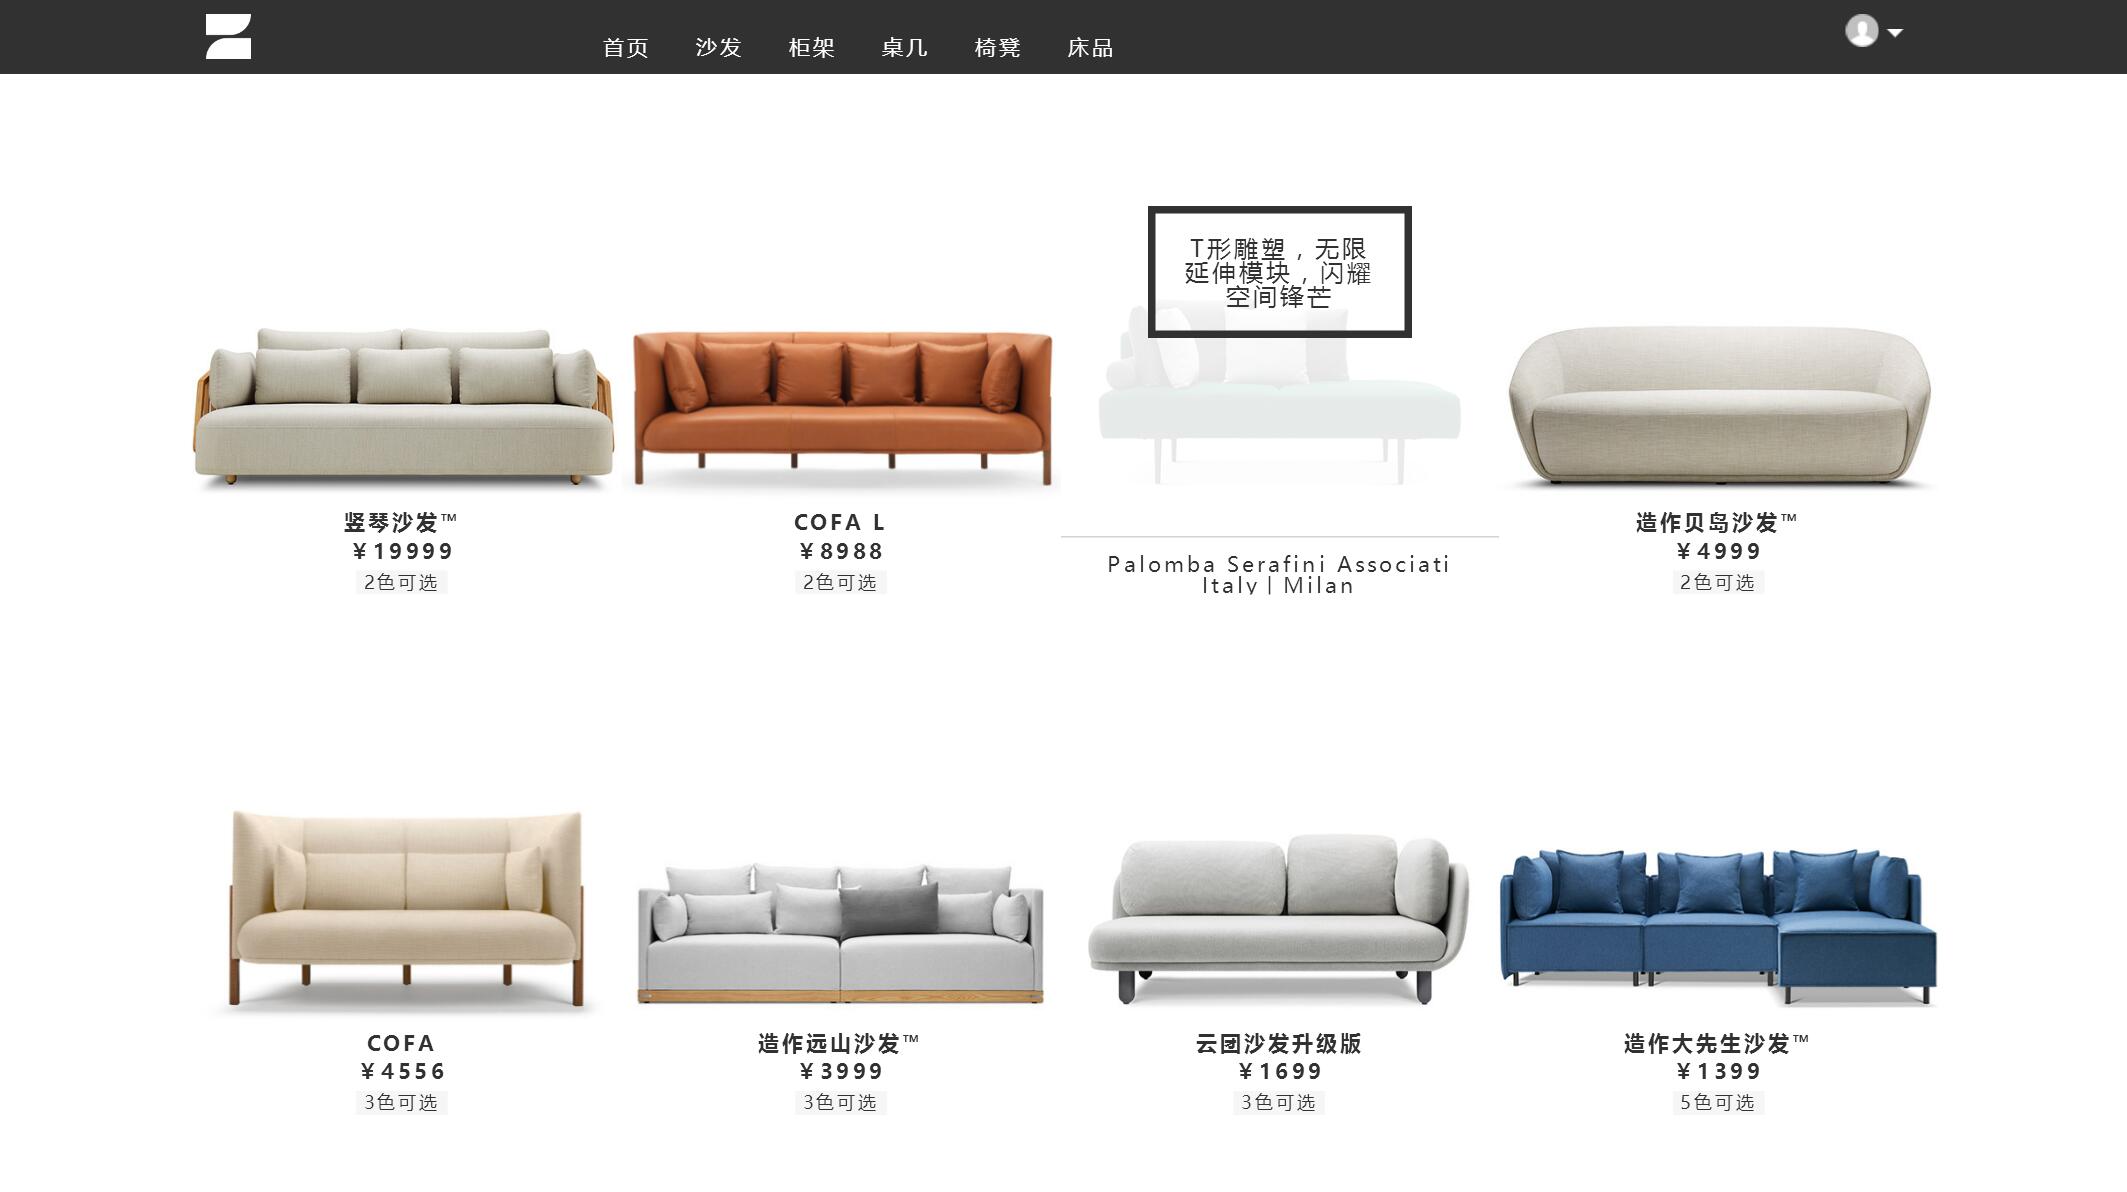 首页 沙发 柜架 桌几 椅凳 床品
T形雕塑，无限
延伸模块，闪耀
空间锋芒
竖琴沙发™
￥19999
2色可选
COFA L
￥8988
2色可选
Palomba Serafini Associati
Italy | Milan
造作贝岛沙发™
￥4999
2色可选
COFA
￥4556
3色可选
造作远山沙发™
￥3999
3色可选
云团沙发升级版
￥1699
3色可选
造作大先生沙发™
￥1399
5色可选